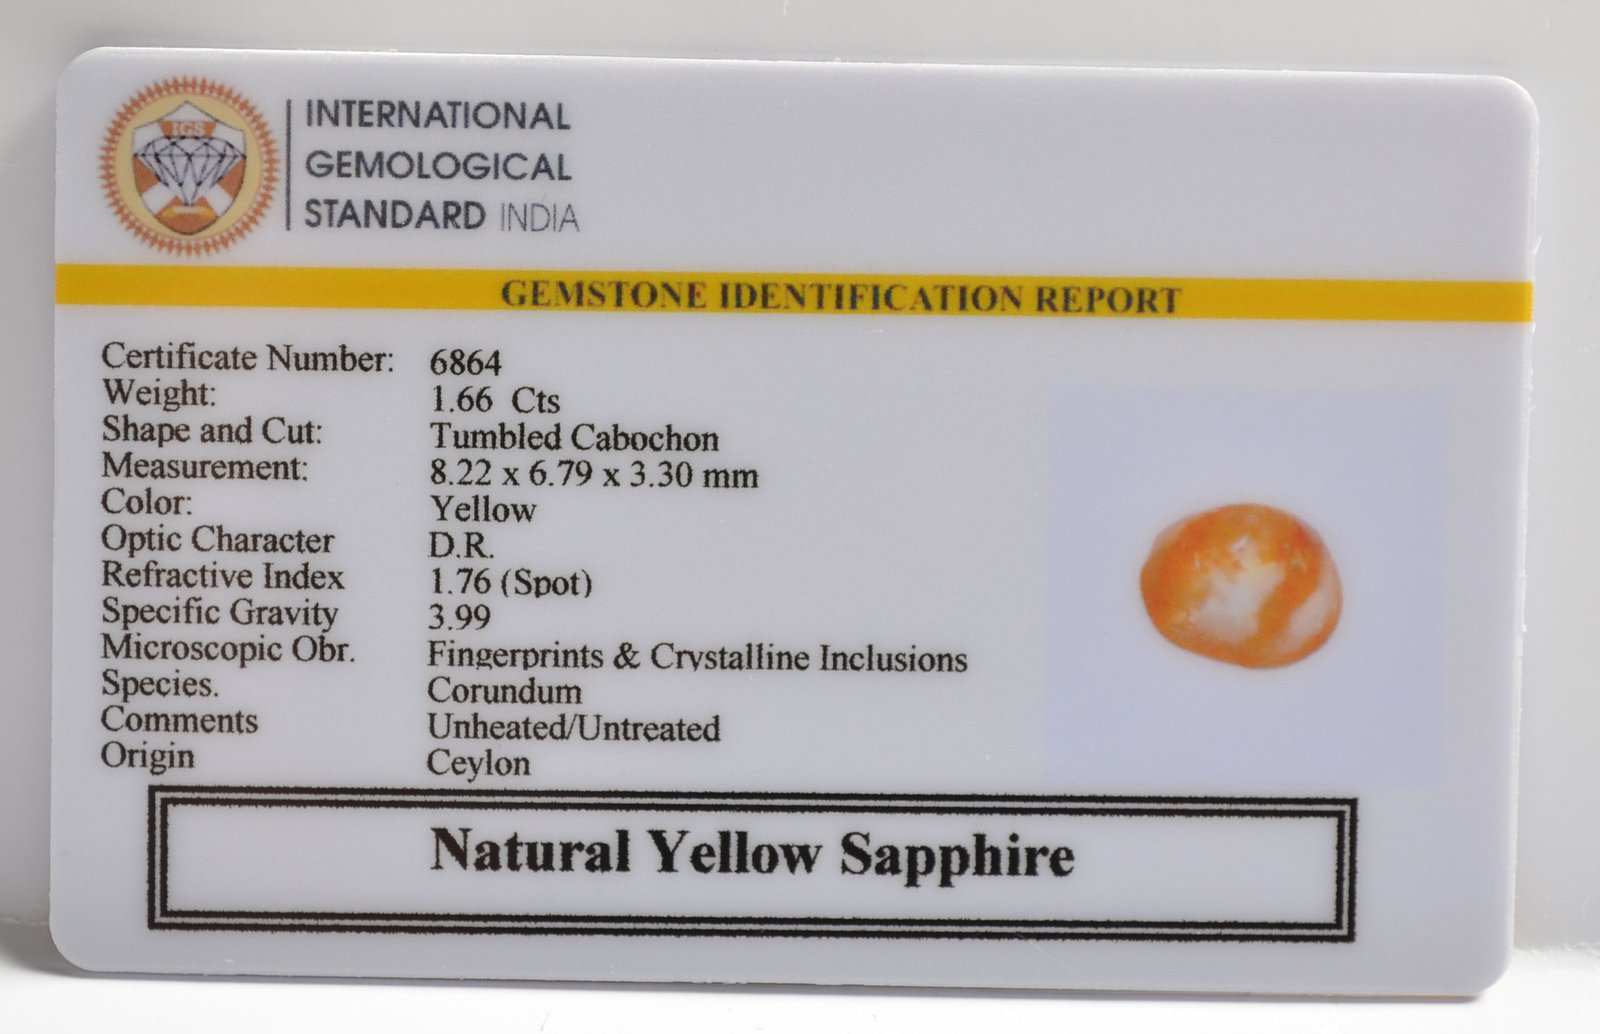 IGS
INTERNATIONAL
GEMOLOGICAL
STANDARD INDIA
GEMSTONE IDENTIFICATION REPORT
Certificate Number: 6864
Weight: 1.66 Cts
Shape and Cut: Tumbled Cabochon
Measurement: 8.22 x 6.79 x 3.30 mm
Color: Yellow
Optic Character D.R.
Refractive Index 1.76 (Spot)
Specific Gravity 3.99
Microscopic Obr. Fingerprints & Crystalline Inclusions
Species. Corundum
Comments Unheated/Untreated
Origin Ceylon
Natural Yellow Sapphire